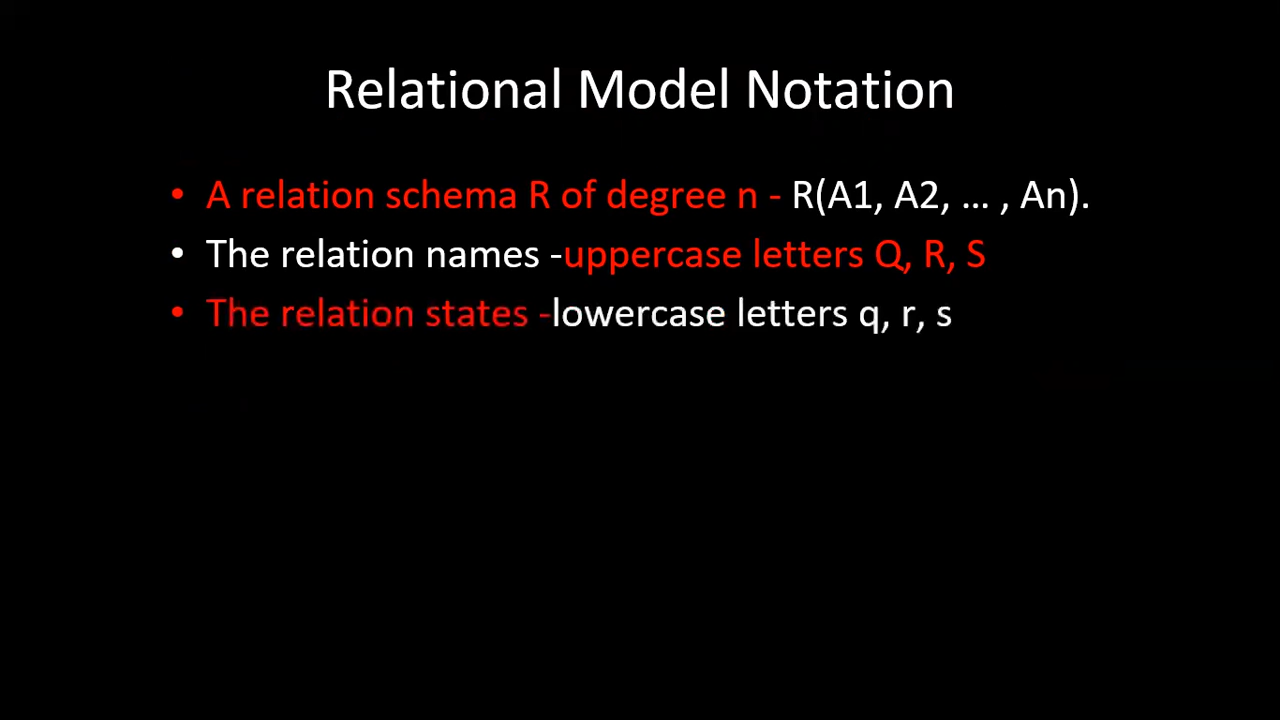 Relational Model Notation
• A relation schema R of degree n - R(A1, A2, … , An).
• The relation names -uppercase letters Q, R, S
• The relation states -lowercase letters q, r, s